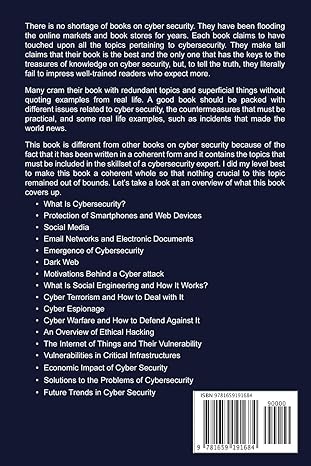 There is no shortage of books on cyber security. They have been flooding
the online markets and book stores for years. Each book claims to have
touched upon all the topics pertaining to cybersecurity. They make tall
claims that their book is the best and the only one that has the keys to the
treasures of knowledge on cyber security, but, to tell the truth, they literally
fail to impress well-trained readers who expect more.
Many cram their book with redundant topics and superficial things without
quoting examples from real life. A good book should be packed with
different issues related to cyber security, the countermeasures that must be
practical, and some real life examples, such as incidents that made the
world news.
This book is different from other books on cyber security because of the
fact that it has been written in a coherent form and it contains the topics that
must be included in the skillset of a cybersecurity expert. I did my level best
to make this book a coherent whole so that nothing crucial to this topic
remained out of bounds. Let's take a look at an overview of what this book
covers up.
• What Is Cybersecurity?
• Protection of Smartphones and Web Devices
• Social Media
• Email Networks and Electronic Documents
• Emergence of Cybersecurity
• Dark Web
• Motivations Behind a Cyber attack
• What Is Social Engineering and How It Works?
• Cyber Terrorism and How to Deal with It
• Cyber Espionage
• Cyber Warfare and How to Defend Against It
• An Overview of Ethical Hacking
• The Internet of Things and Their Vulnerability
• Vulnerabilities in Critical Infrastructures
• Economic Impact of Cyber Security
• Solutions to the Problems of Cybersecurity
• Future Trends in Cyber Security
ISBN 9781659191684
90000
9 781659 191684